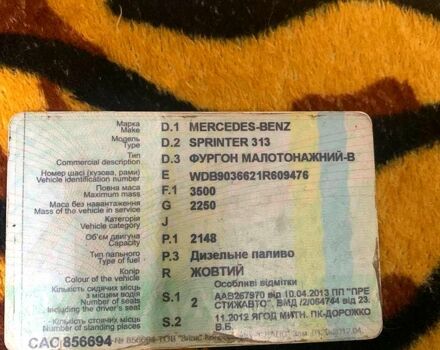 Марка
Make
D.1 MERCEDES-BENZ
Модель
Type
D.2 SPRINTER 313
Тип
Commercial description
D.3 ФУРГОН МАЛОТОНАЖНИЙ-В
Номер шасі (кузова, рами)
Vehicle identification number
E WDB9036621R609476
Повна маса
Maximum mass
F.1 3500
Маса без навантаження
Mass of the vehicle in service
G 2250
Категорія
Vehicle category
J
Об'єм двигуна
Capacity
P.1 2148
Тип пального
Type of fuel
P.3 Дизельне паливо
Колір
Colour of the vehicle
R ЖОВТИЙ
Кількість сидячих місць
з місцем водія
Number of seats
Including the driver's seat
S.1 2
Особливі відмітки
ААВ267970 від 10.04.2013 ПП "ПРЕ
СТИЖАВТО", ВМД 2/064744 від 23.
Кількість стоячих місць
Number of standing places
S.2
11.2012 ЯГОД МИТН. ПК-ДОРОЖКО
В.Б.
САО 856694 № 856694